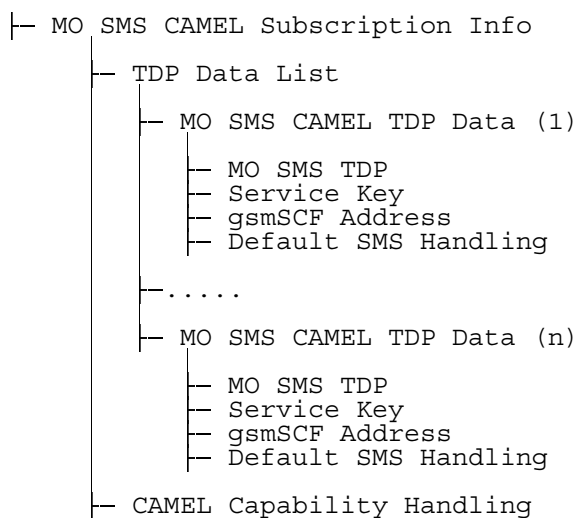 MO SMS CAMEL Subscription Info
TDP Data List
MO SMS CAMEL TDP Data (1)
MO SMS TDP
Service Key
gsmSCF Address
Default SMS Handling
.....
MO SMS CAMEL TDP Data (n)
MO SMS TDP
Service Key
gsmSCF Address
Default SMS Handling
CAMEL Capability Handling